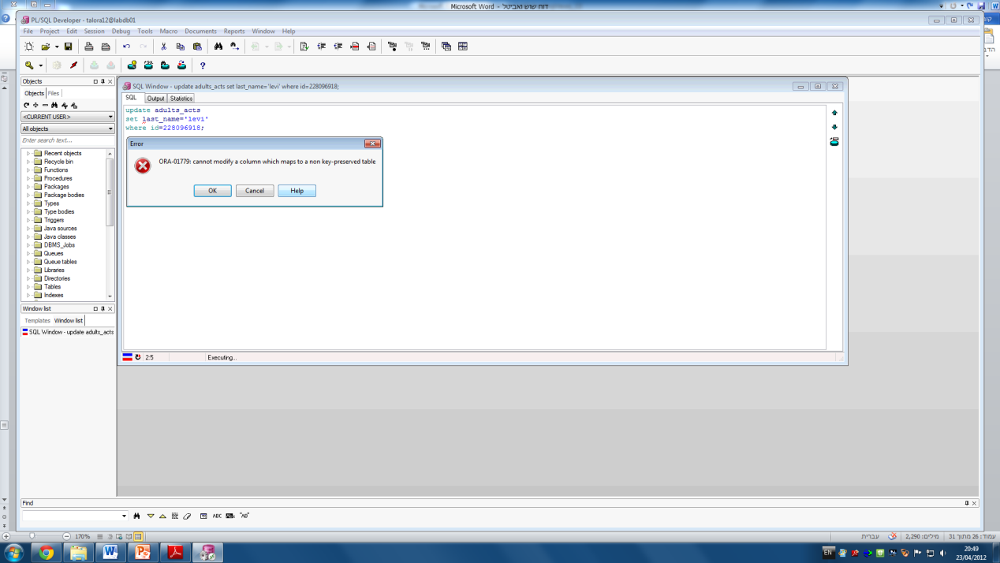 דוח שוש ואביטל - Microsoft Word
PL/SQL Developer - talora12@labdb01
File Project Edit Session Debug Tools Macro Documents Reports Window Help
Objects
Objects Files
<CURRENT USER>
All objects
Enter search text...
Recent objects
Recycle bin
Functions
Procedures
Packages
Package bodies
Types
Type bodies
Triggers
Java sources
Java classes
DBMS_Jobs
Queues
Queue tables
Libraries
Directories
Tables
Indexes
Window list
Templates Window list
SQL Window - update adults_acts
SQL Window - update adults_acts set last_name='levi' where id=228096918;
SQL Output Statistics
update adults_acts
set last_name='levi'
where id=228096918;
Error
ORA-01779: cannot modify a column which maps to a non key-preserved table
OK Cancel Help
2:5 Executing...
Find
ABC "AB"
170%
עמוד: 26 מתוך 31 מילים: 2,290 עברית
EN
20:49
23/04/2012